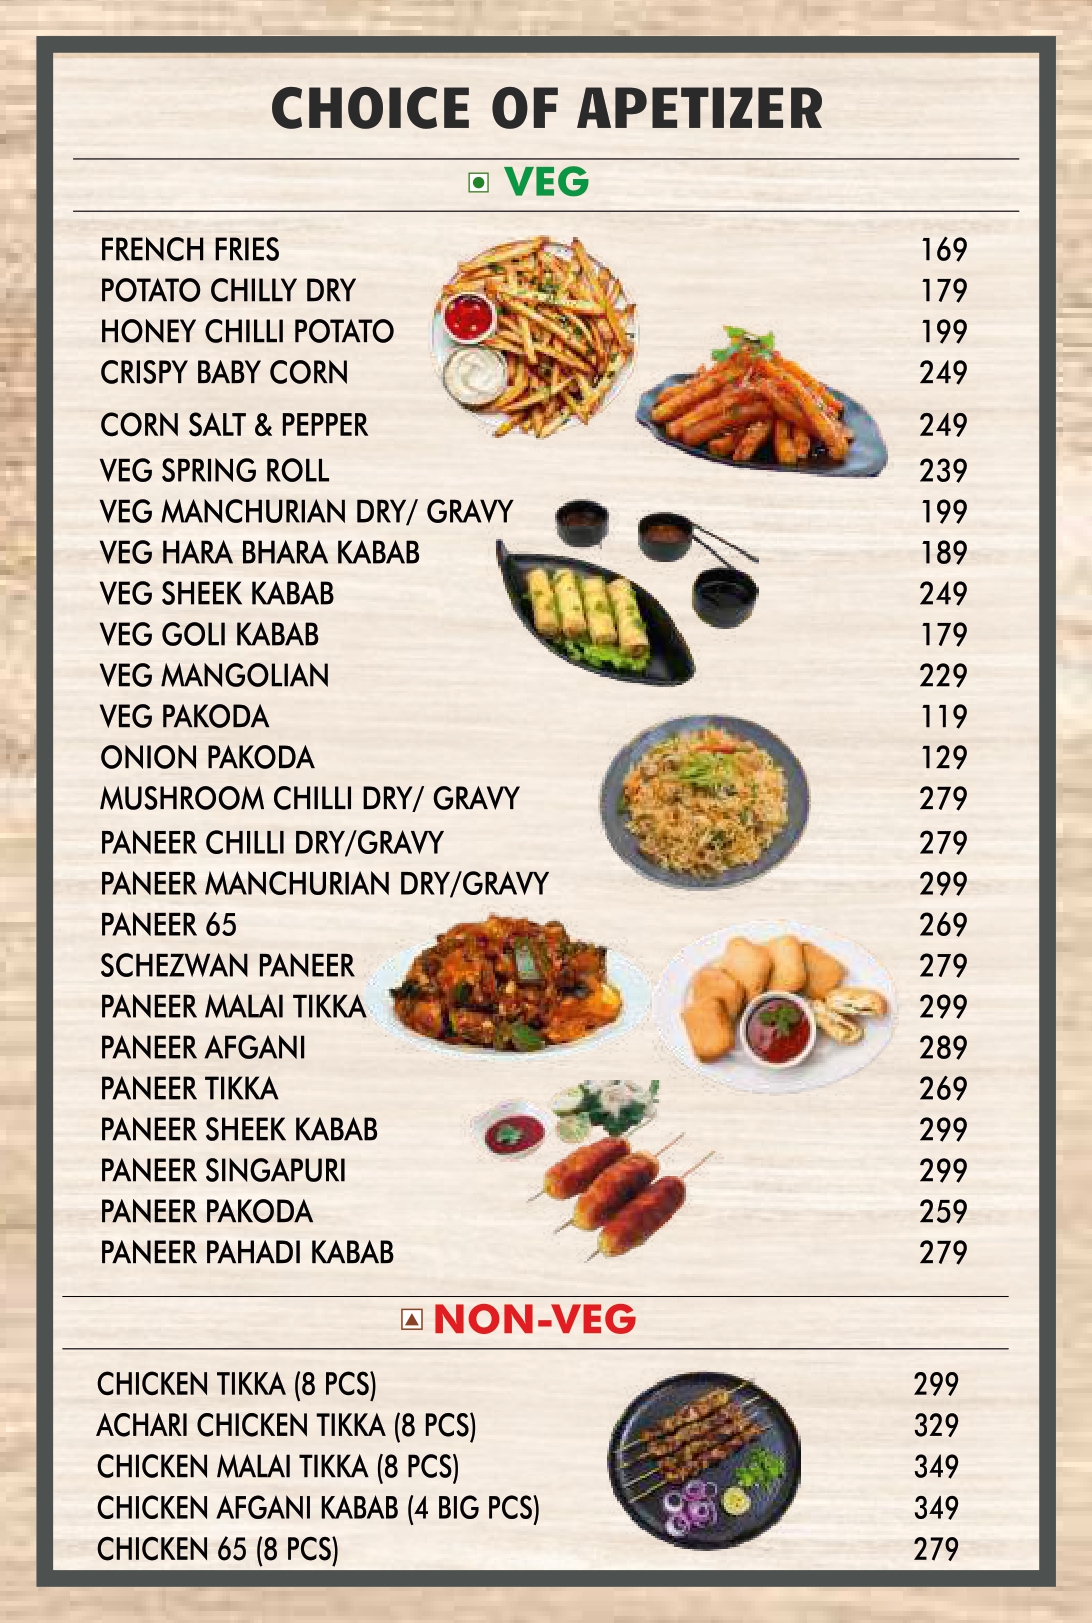 CHOICE OF APETIZER
VEG
FRENCH FRIES 169
POTATO CHILLY DRY 179
HONEY CHILLI POTATO 199
CRISPY BABY CORN 249
CORN SALT & PEPPER 249
VEG SPRING ROLL 239
VEG MANCHURIAN DRY/ GRAVY 199
VEG HARA BHARA KABAB 189
VEG SHEEK KABAB 249
VEG GOLI KABAB 179
VEG MANGOLIAN 229
VEG PAKODA 119
ONION PAKODA 129
MUSHROOM CHILLI DRY/ GRAVY 279
PANEER CHILLI DRY/GRAVY 279
PANEER MANCHURIAN DRY/GRAVY 299
PANEER 65 269
SCHEZWAN PANEER 279
PANEER MALAI TIKKA 299
PANEER AFGANI 289
PANEER TIKKA 269
PANEER SHEEK KABAB 299
PANEER SINGAPURI 299
PANEER PAKODA 259
PANEER PAHADI KABAB 279
NON-VEG
CHICKEN TIKKA (8 PCS) 299
ACHARI CHICKEN TIKKA (8 PCS) 329
CHICKEN MALAI TIKKA (8 PCS) 349
CHICKEN AFGANI KABAB (4 BIG PCS) 349
CHICKEN 65 (8 PCS) 279